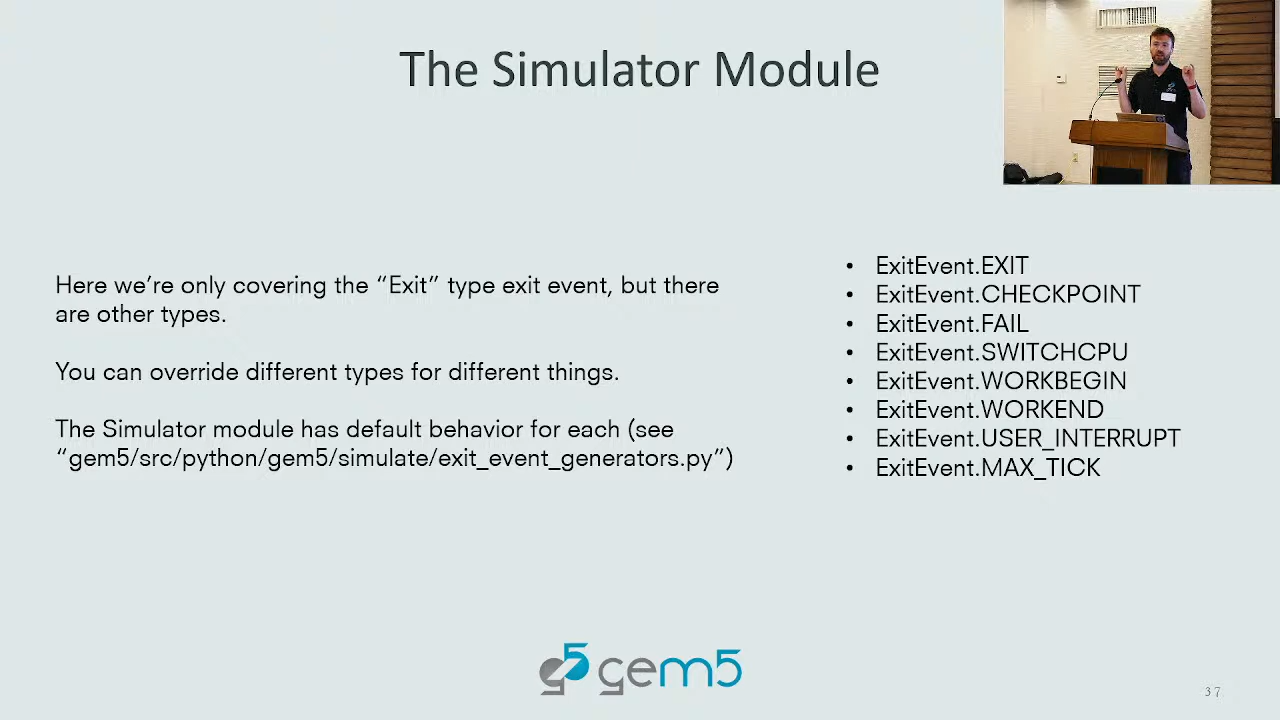 The Simulator Module
Here we’re only covering the “Exit” type exit event, but there
are other types.
You can override different types for different things.
The Simulator module has default behavior for each (see
“gem5/src/python/gem5/simulate/exit_event_generators.py”)
• ExitEvent.EXIT
• ExitEvent.CHECKPOINT
• ExitEvent.FAIL
• ExitEvent.SWITCHCPU
• ExitEvent.WORKBEGIN
• ExitEvent.WORKEND
• ExitEvent.USER_INTERRUPT
• ExitEvent.MAX_TICK
g5 gem5
37